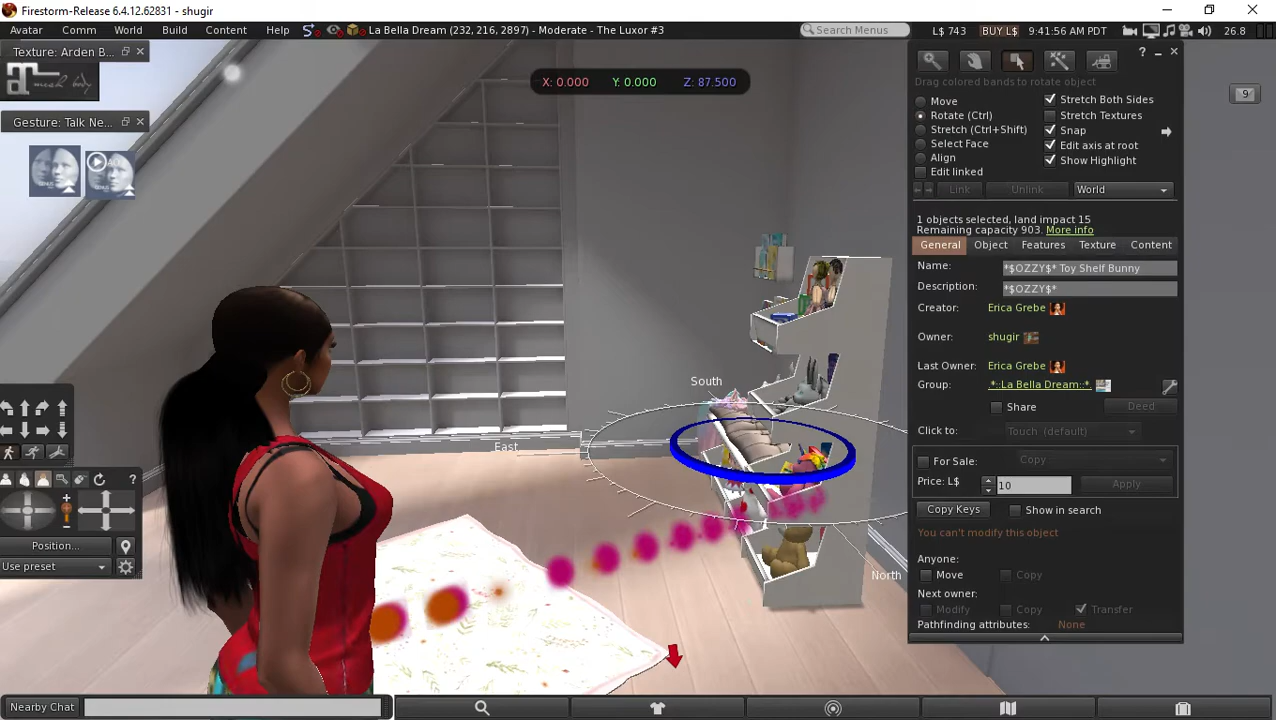 Firestorm-Release 6.4.12.62831 - shugir
Avatar Comm World Build Content Help La Bella Dream (232, 216, 2897) - Moderate - The Luxor #3 Search Menus L$ 743 BUY L$ 9:41:56 AM PDT 26.8
Texture: Arden B...
mesh body
Gesture: Talk Ne...
X: 0.000 Y: 0.000 Z: 87.500
9
South
East
North
Position...
Use preset
Drag colored bands to rotate object
Move
Rotate (Ctrl)
Stretch (Ctrl+Shift)
Select Face
Align
Edit linked
Stretch Both Sides
Stretch Textures
Snap
Edit axis at root
Show Highlight
Link Unlink World
1 objects selected, land impact 15
Remaining capacity 903. More info
General Object Features Texture Content
Name: *$OZZY$* Toy Shelf Bunny
Description: *$OZZY$*
Creator: Erica Grebe
Owner: shugir
Last Owner: Erica Grebe
Group: .*::La Bella Dream::*.
Share Deed
Click to: Touch (default)
For Sale: Copy
Price: L$ 10 Apply
Copy Keys Show in search
You can't modify this object
Anyone:
Move Copy
Next owner:
Modify Copy Transfer
Pathfinding attributes: None
Nearby Chat